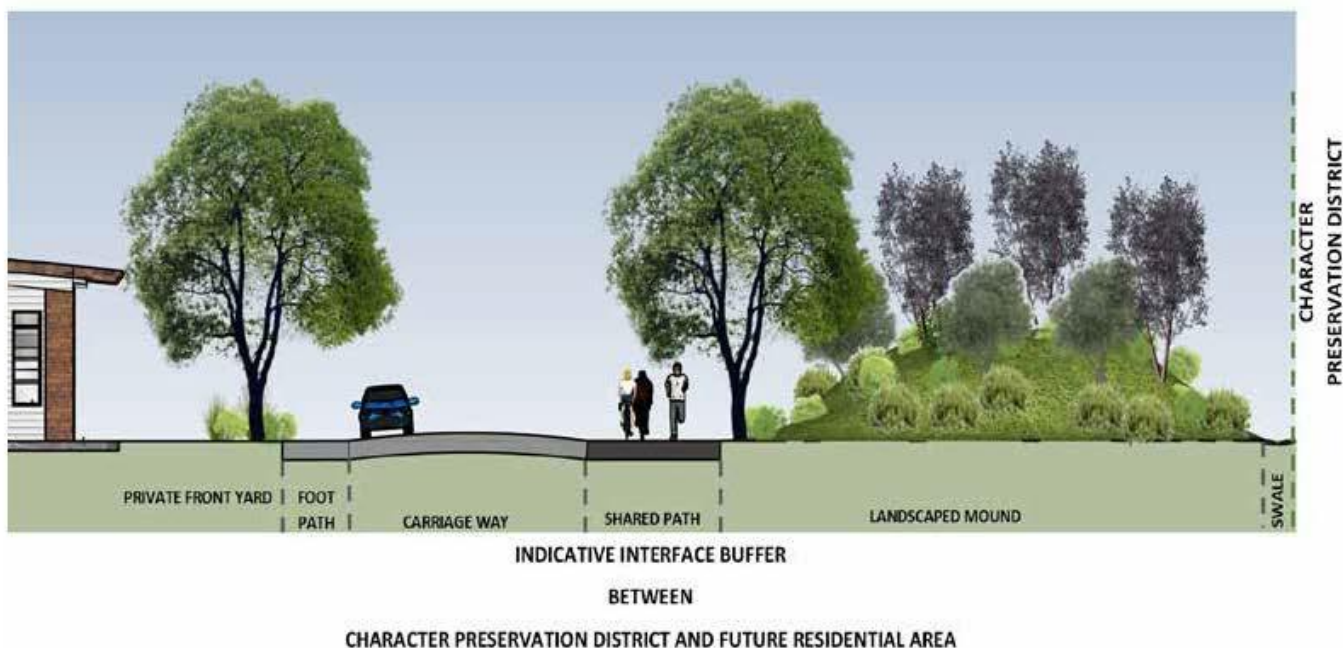 PRIVATE FRONT YARD
FOOT
PATH
CARRIAGE WAY
SHARED PATH
LANDSCAPED MOUND
SWALE
CHARACTER
PRESERVATION DISTRICT
INDICATIVE INTERFACE BUFFER
BETWEEN
CHARACTER PRESERVATION DISTRICT AND FUTURE RESIDENTIAL AREA